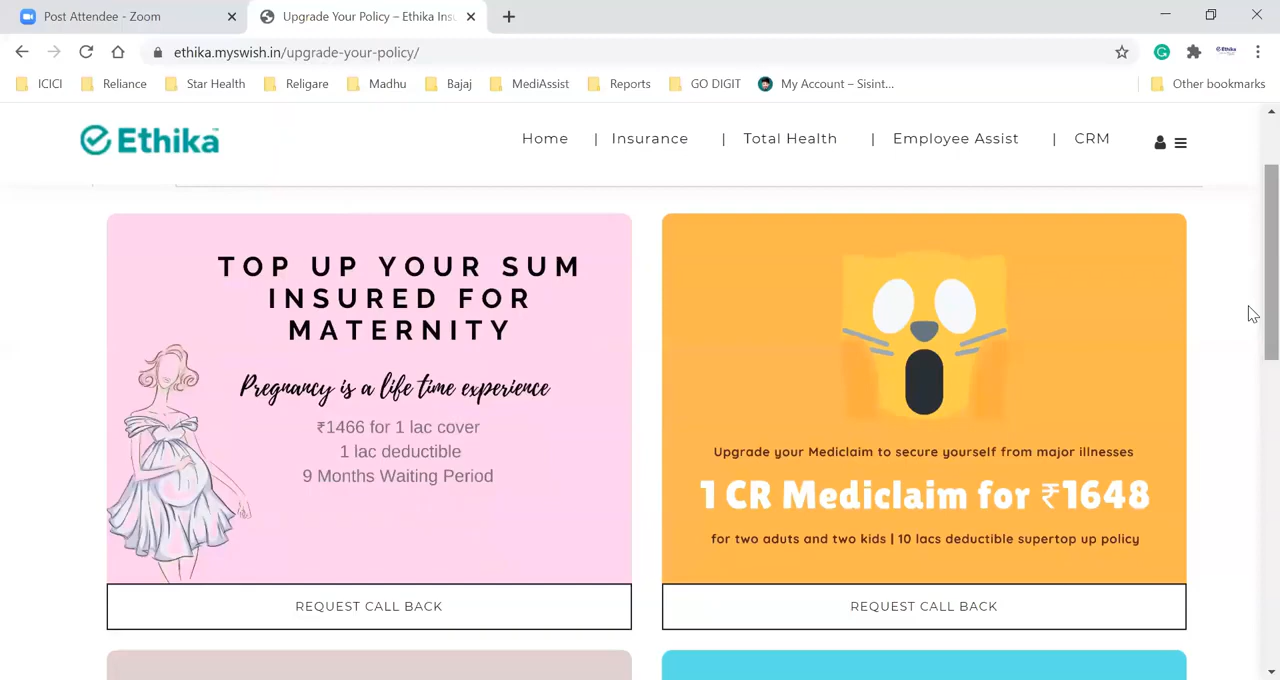 Post Attendee - Zoom
Upgrade Your Policy – Ethika Insu
ethika.myswish.in/upgrade-your-policy/
ICICI
Reliance
Star Health
Religare
Madhu
Bajaj
MediAssist
Reports
GO DIGIT
My Account – Sisint...
Other bookmarks
Ethika
Home | Insurance | Total Health | Employee Assist | CRM
TOP UP YOUR SUM
INSURED FOR
MATERNITY
Pregnancy is a life time experience
₹1466 for 1 lac cover
1 lac deductible
9 Months Waiting Period
REQUEST CALL BACK
Upgrade your Mediclaim to secure yourself from major illnesses
1 CR Mediclaim for ₹1648
for two aduts and two kids | 10 lacs deductible supertop up policy
REQUEST CALL BACK